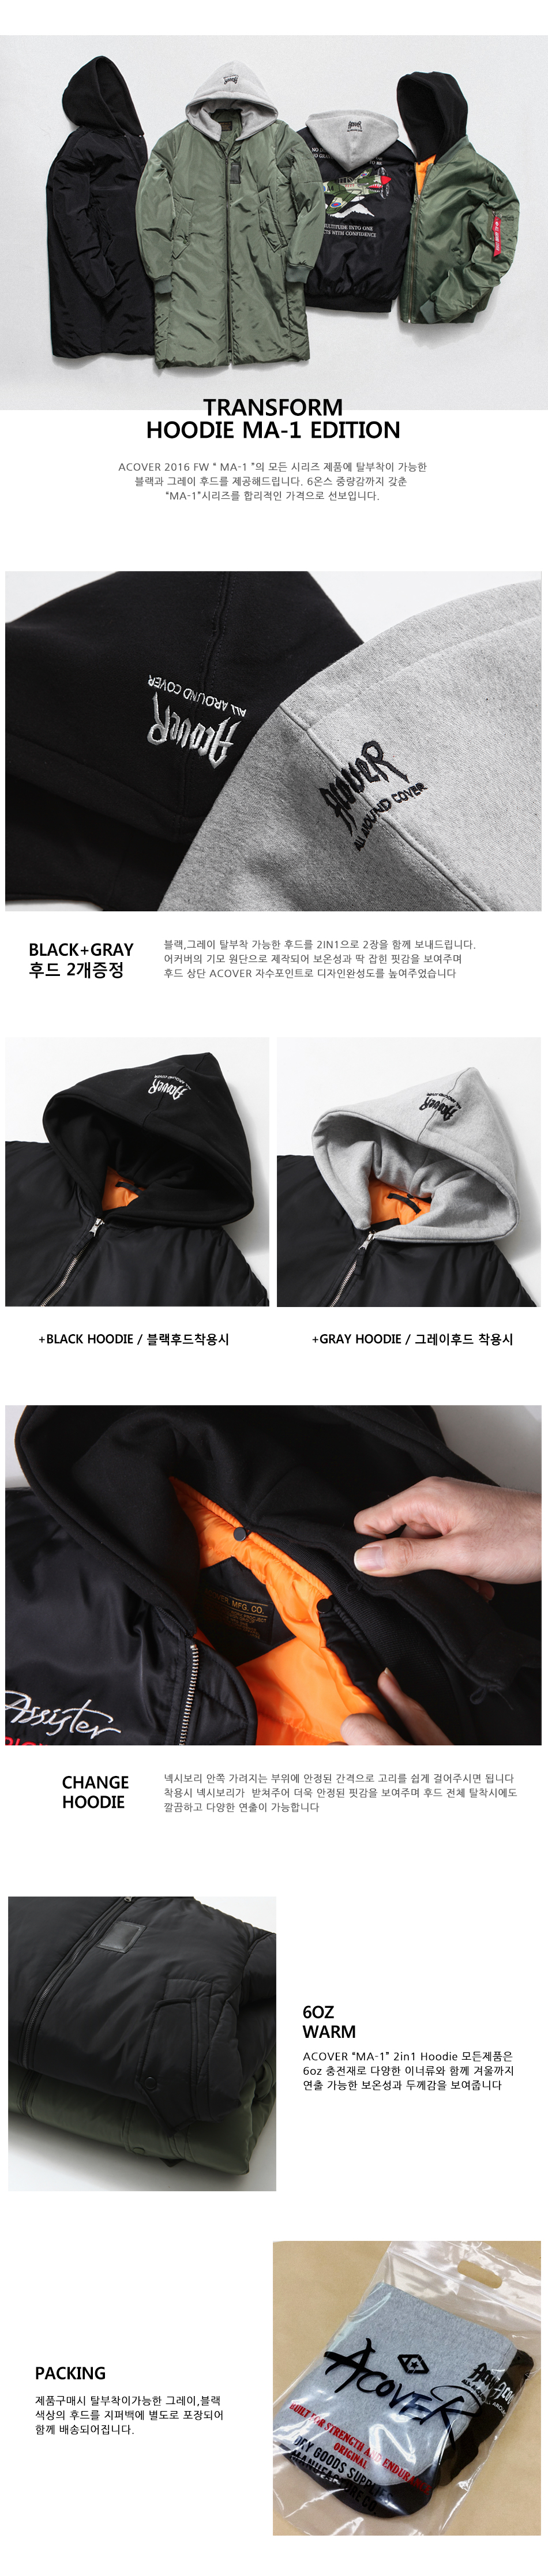 ACOVER
TRANSFORM
HOODIE MA-1 EDITION
ACOVER 2016 FW “ MA-1 ”의 모든 시리즈 제품에 탈부착이 가능한
블랙과 그레이 후드를 제공해드립니다. 6온스 중량감까지 갖춘
“MA-1”시리즈를 합리적인 가격으로 선보입니다.
ACOVER
ALL AROUND COVER
ACOVER
ALL AROUND COVER
BLACK+GRAY
후드 2개증정
블랙,그레이 탈부착 가능한 후드를 2IN1으로 2장을 함께 보내드립니다.
어커버의 기모 원단으로 제작되어 보온성과 딱 잡힌 핏감을 보여주며
후드 상단 ACOVER 자수포인트로 디자인완성도를 높여주었습니다
+BLACK HOODIE / 블랙후드착용시
+GRAY HOODIE / 그레이후드 착용시
MFG. CO.
Assister
CHANGE
HOODIE
넥시보리 안쪽 가려지는 부위에 안정된 간격으로 고리를 쉽게 걸어주시면 됩니다
착용시 넥시보리가 받쳐주어 더욱 안정된 핏감을 보여주며 후드 전체 탈착시에도
깔끔하고 다양한 연출이 가능합니다
6OZ
WARM
ACOVER “MA-1” 2in1 Hoodie 모든제품은
6oz 충전재로 다양한 이너류와 함께 겨울까지
연출 가능한 보온성과 두께감을 보여줍니다
PACKING
제품구매시 탈부착이가능한 그레이,블랙
색상의 후드를 지퍼백에 별도로 포장되어
함께 배송되어집니다.
ACOVER
BUILT FOR STRENGTH AND ENDURANCE
ORIGINAL
DRY GOODS SUPPLIES
MANUFACTURE CO.